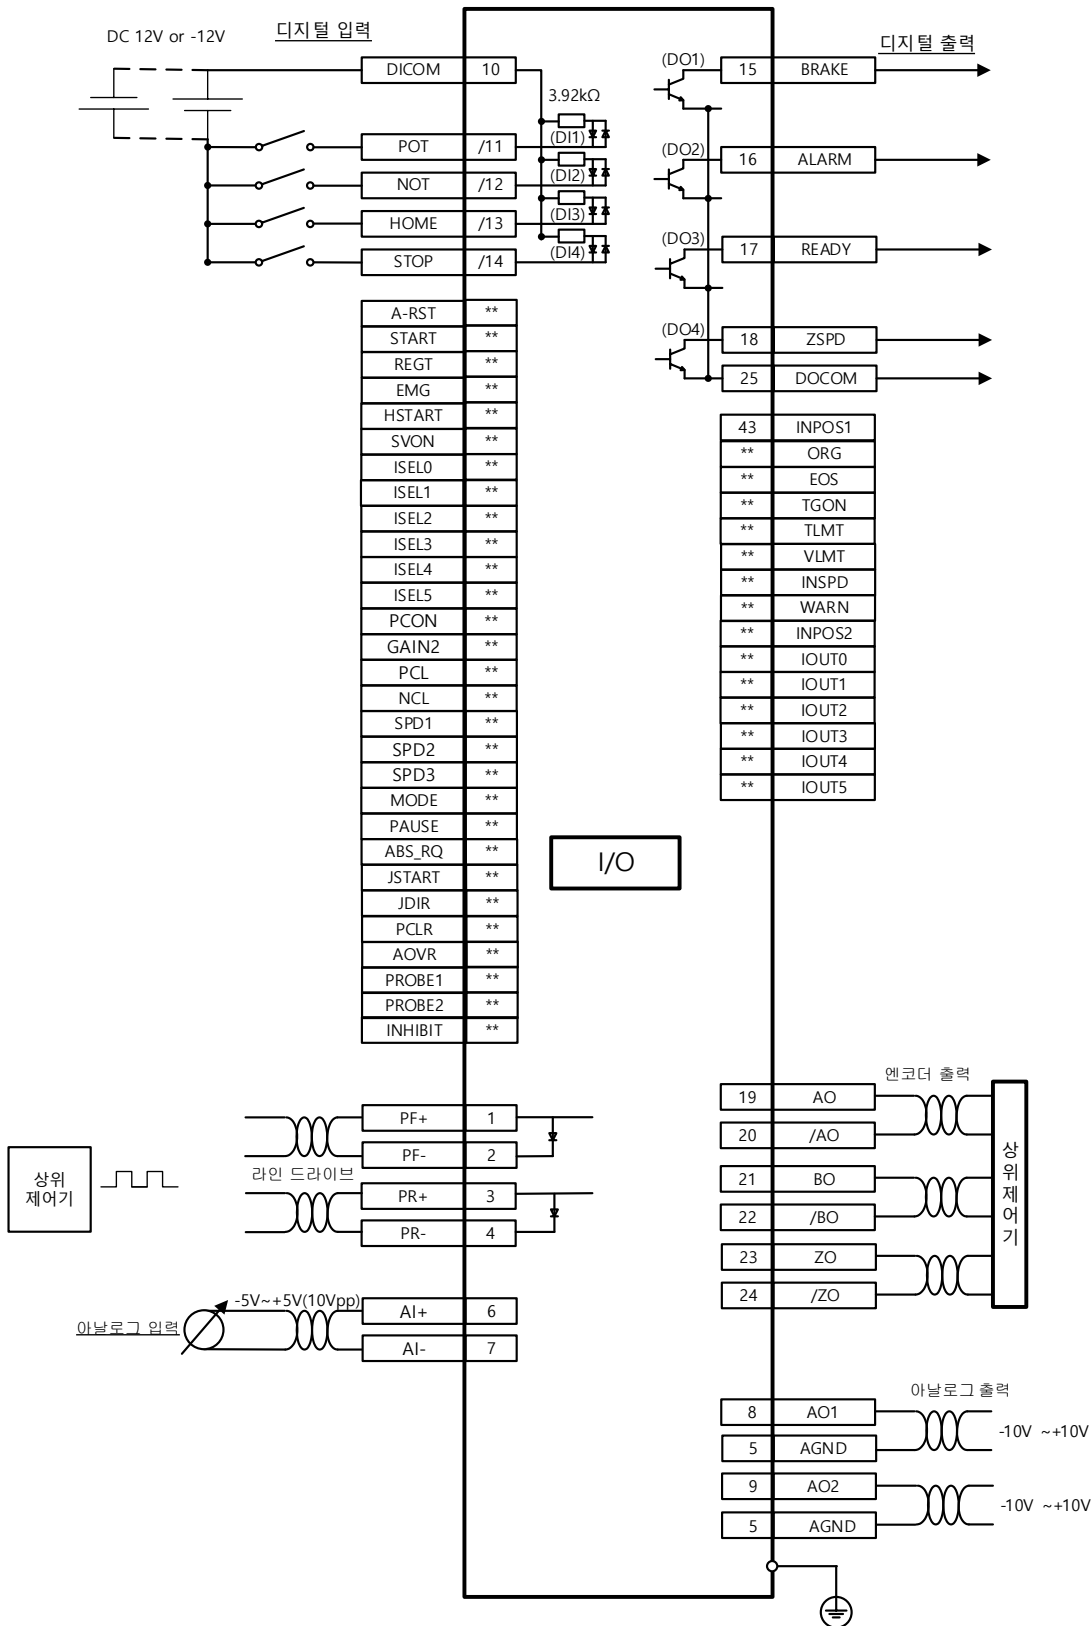 DC 12V or -12V
디지털 입력
DICOM 10
3.92kΩ
(DI1)
POT /11
(DI2)
NOT /12
(DI3)
HOME /13
(DI4)
STOP /14
A-RST **
START **
REGT **
EMG **
HSTART **
SVON **
ISEL0 **
ISEL1 **
ISEL2 **
ISEL3 **
ISEL4 **
ISEL5 **
PCON **
GAIN2 **
PCL **
NCL **
SPD1 **
SPD2 **
SPD3 **
MODE **
PAUSE **
ABS_RQ **
JSTART **
JDIR **
PCLR **
AOVR **
PROBE1 **
PROBE2 **
INHIBIT **
I/O
디지털 출력
(DO1)
15 BRAKE
(DO2)
16 ALARM
(DO3)
17 READY
(DO4)
18 ZSPD
25 DOCOM
43 INPOS1
** ORG
** EOS
** TGON
** TLMT
** VLMT
** INSPD
** WARN
** INPOS2
** IOUT0
** IOUT1
** IOUT2
** IOUT3
** IOUT4
** IOUT5
상위
제어기
PF+ 1
PF- 2
라인 드라이브
PR+ 3
PR- 4
-5V~+5V(10Vpp)
아날로그 입력
AI+ 6
AI- 7
엔코더 출력
19 AO
20 /AO
21 BO
22 /BO
23 ZO
24 /ZO
상위제어기
아날로그 출력
8 AO1
-10V ~+10V
5 AGND
9 AO2
-10V ~+10V
5 AGND